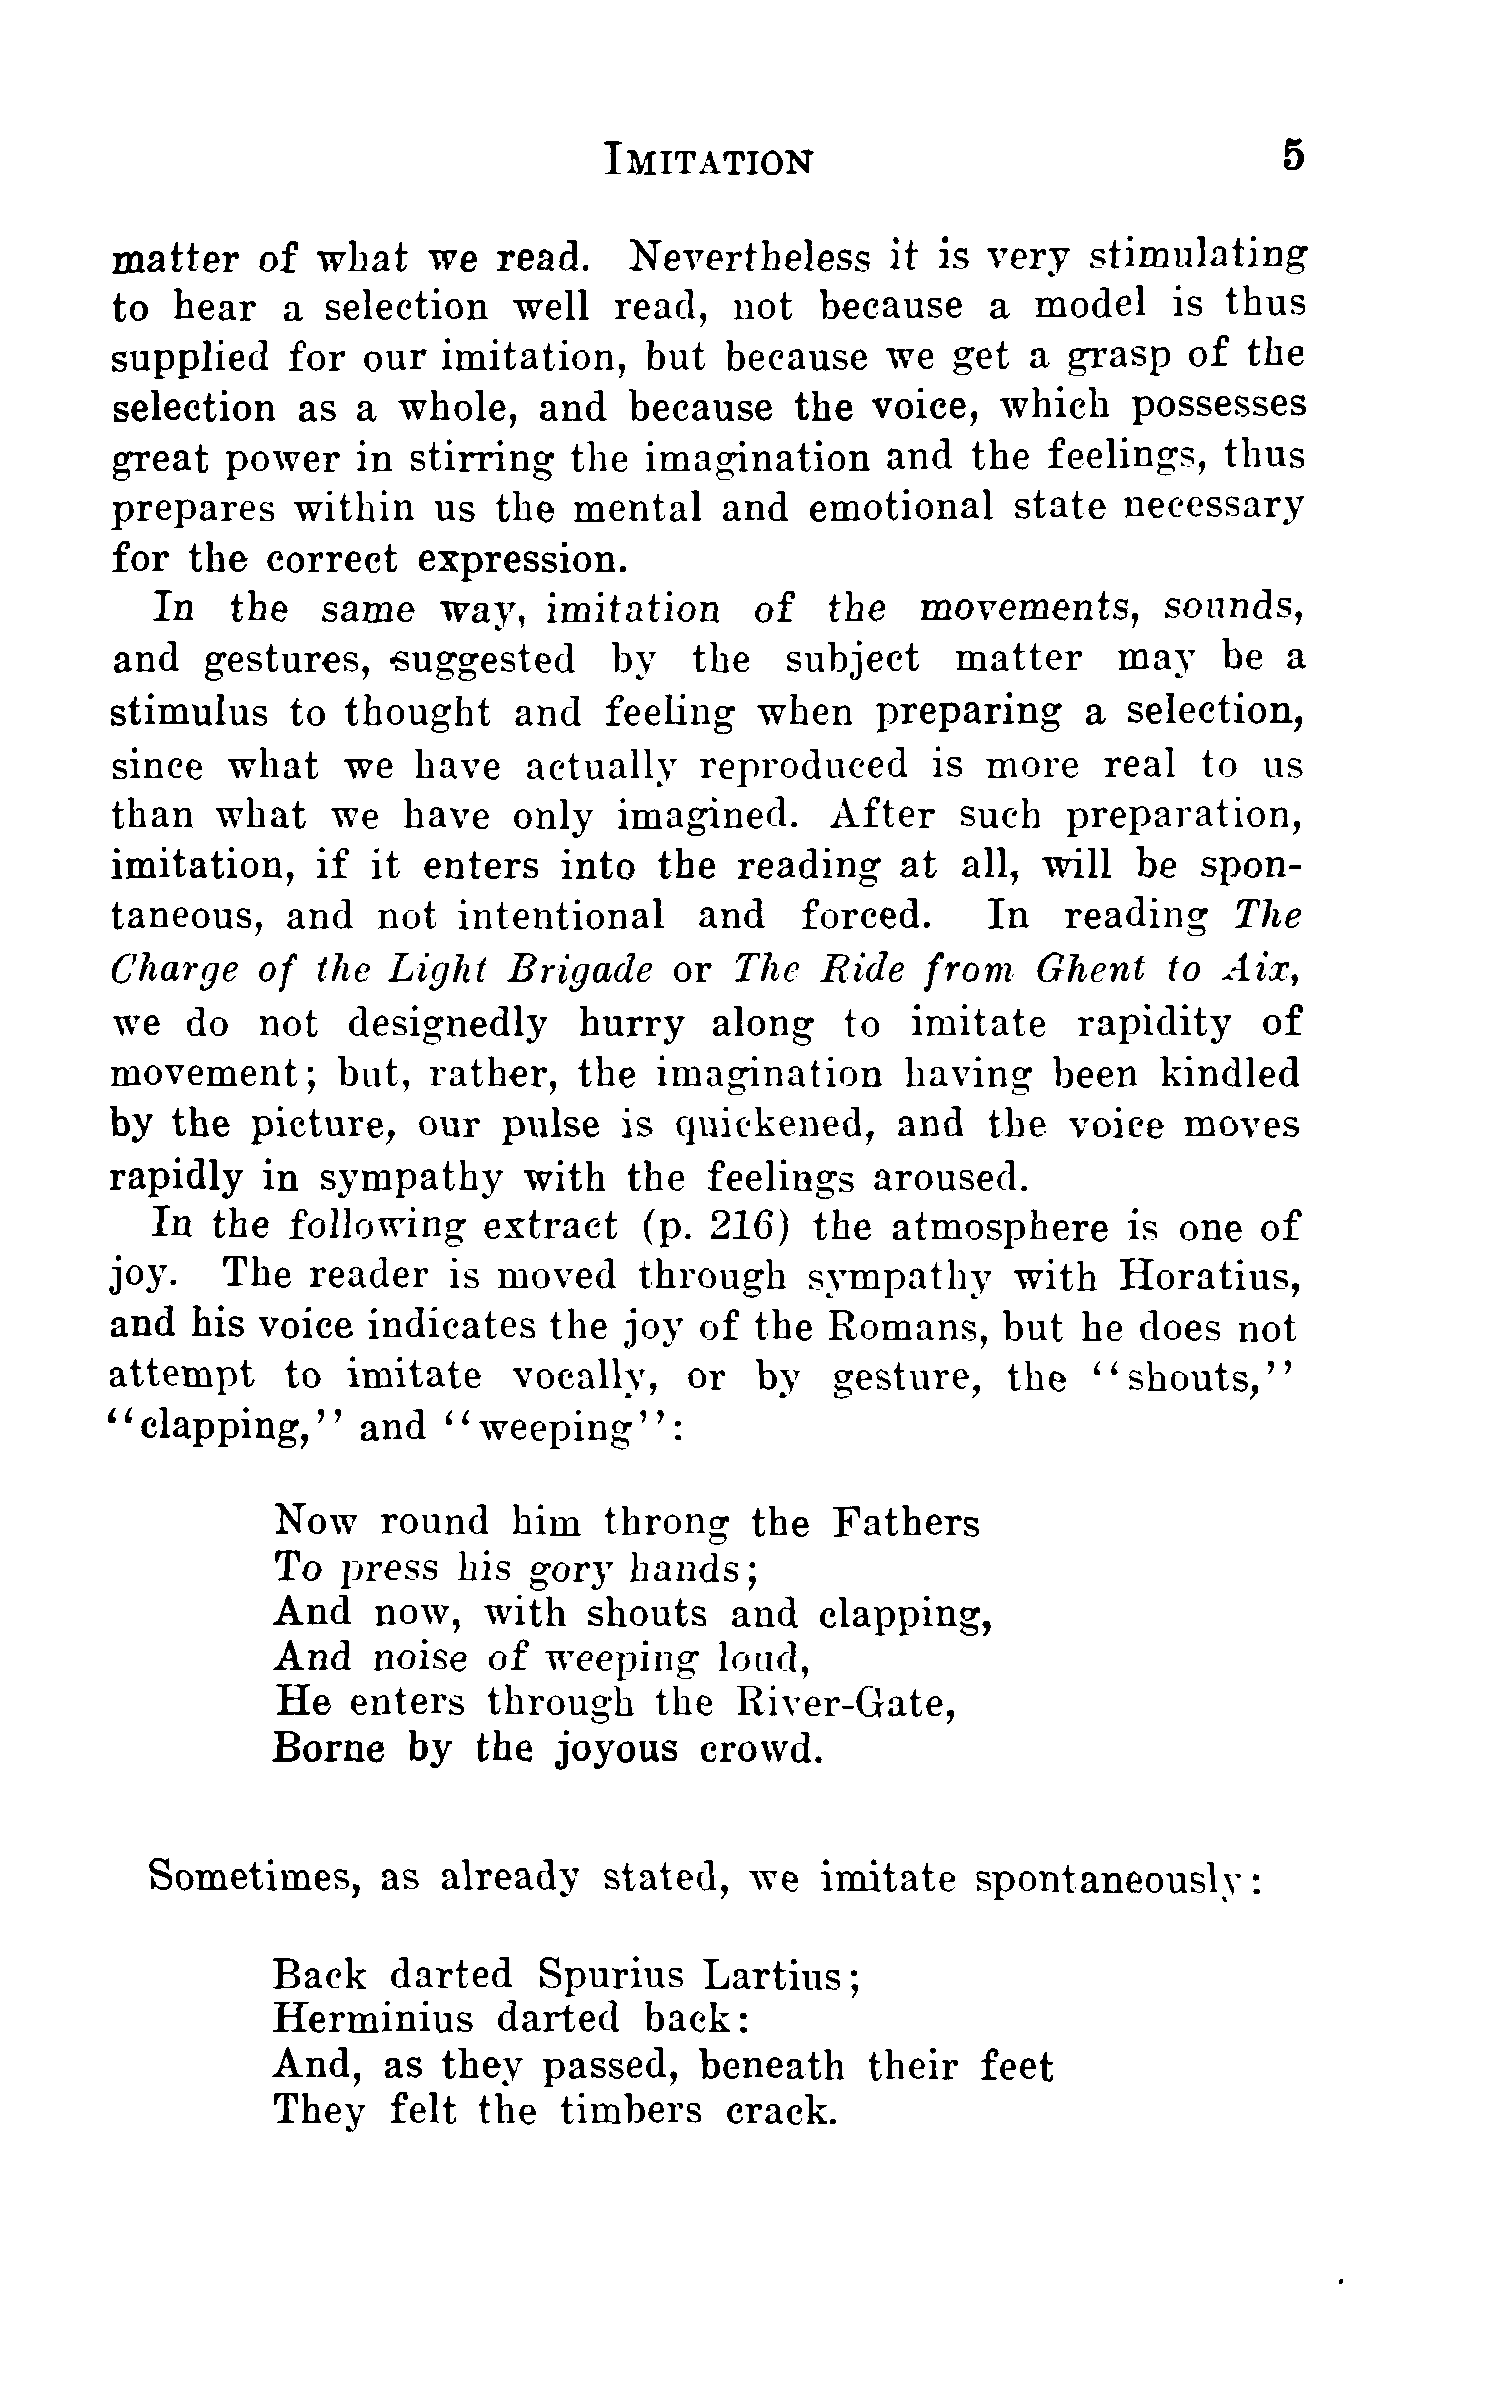 IMITATION 5
matter of what we read. Nevertheless it is very stimulating
to hear a selection well read, not because a model is thus
supplied for our imitation, but because we get a grasp of the
selection as a whole, and because the voice, which possesses
great power in stirring the imagination and the feelings, thus
prepares within us the mental and emotional state necessary
for the correct expression.
In the same way, imitation of the movements, sounds,
and gestures, suggested by the subject matter may be a
stimulus to thought and feeling when preparing a selection,
since what we have actually reproduced is more real to us
than what we have only imagined. After such preparation,
imitation, if it enters into the reading at all, will be spon-
taneous, and not intentional and forced. In reading The
Charge of the Light Brigade or The Ride from Ghent to Aix,
we do not designedly hurry along to imitate rapidity of
movement; but, rather, the imagination having been kindled
by the picture, our pulse is quickened, and the voice moves
rapidly in sympathy with the feelings aroused.
In the following extract (p. 216) the atmosphere is one of
joy. The reader is moved through sympathy with Horatius,
and his voice indicates the joy of the Romans, but he does not
attempt to imitate vocally, or by gesture, the "shouts,"
"clapping," and "weeping":
Now round him throng the Fathers
To press his gory hands;
And now, with shouts and clapping,
And noise of weeping loud,
He enters through the River-Gate,
Borne by the joyous crowd.
Sometimes, as already stated, we imitate spontaneously:
Back darted Spurius Lartius;
Herminius darted back:
And, as they passed, beneath their feet
They felt the timbers crack.